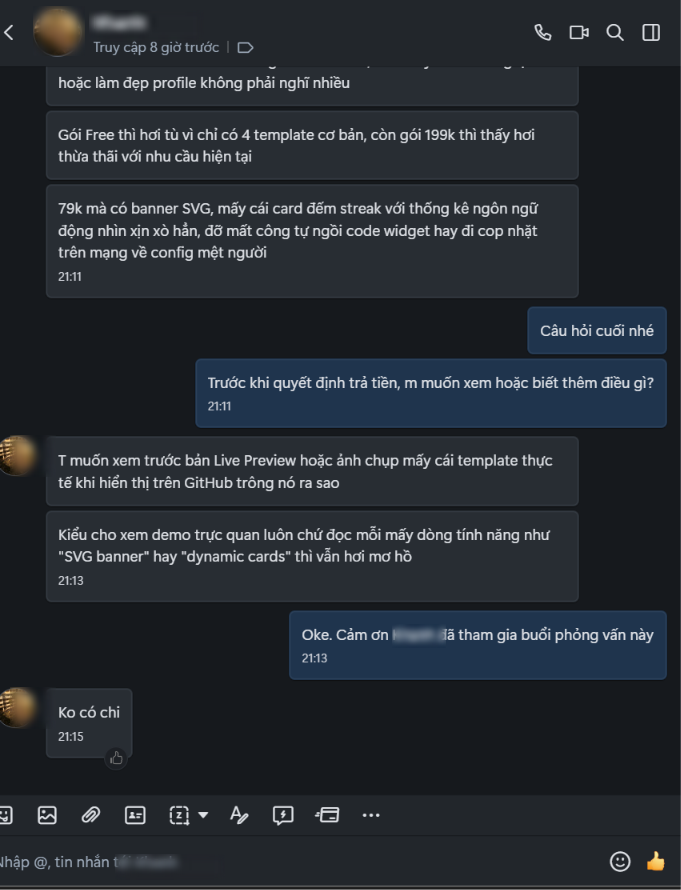 Truy cập 8 giờ trước
hoặc làm đẹp profile không phải nghĩ nhiều
Gói Free thì hơi tù vì chỉ có 4 template cơ bản, còn gói 199k thì thấy hơi
thừa thãi với nhu cầu hiện tại
79k mà có banner SVG, mấy cái card đếm streak với thống kê ngôn ngữ
động nhìn xịn xò hẳn, đỡ mất công tự ngồi code widget hay đi cop nhặt
trên mạng về config mệt người
21:11
Câu hỏi cuối nhé
Trước khi quyết định trả tiền, m muốn xem hoặc biết thêm điều gì?
21:11
T muốn xem trước bản Live Preview hoặc ảnh chụp mấy cái template thực
tế khi hiển thị trên GitHub trông nó ra sao
Kiểu cho xem demo trực quan luôn chứ đọc mỗi mấy dòng tính năng như
"SVG banner" hay "dynamic cards" thì vẫn hơi mơ hồ
21:13
Oke. Cảm ơn đã tham gia buổi phỏng vấn này
21:13
Ko có chi
21:15
Nhập @, tin nhắn